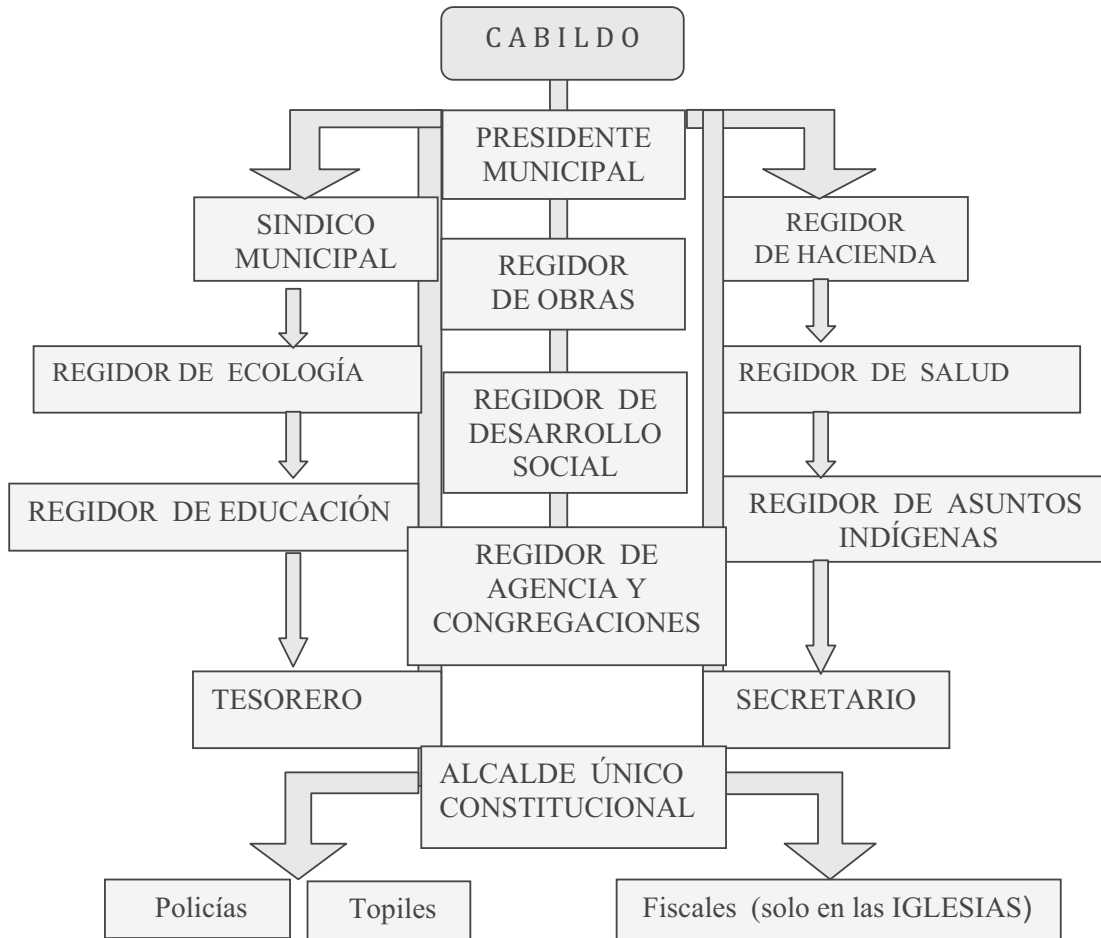 CABILDO
PRESIDENTE
MUNICIPAL
SINDICO
MUNICIPAL
REGIDOR
DE HACIENDA
REGIDOR
DE OBRAS
REGIDOR DE ECOLOGÍA
REGIDOR DE SALUD
REGIDOR DE
DESARROLLO
SOCIAL
REGIDOR DE EDUCACIÓN
REGIDOR DE ASUNTOS
INDÍGENAS
REGIDOR DE
AGENCIA Y
CONGREGACIONES
TESORERO
SECRETARIO
ALCALDE ÚNICO
CONSTITUCIONAL
Policías
Topiles
Fiscales (solo en las IGLESIAS)